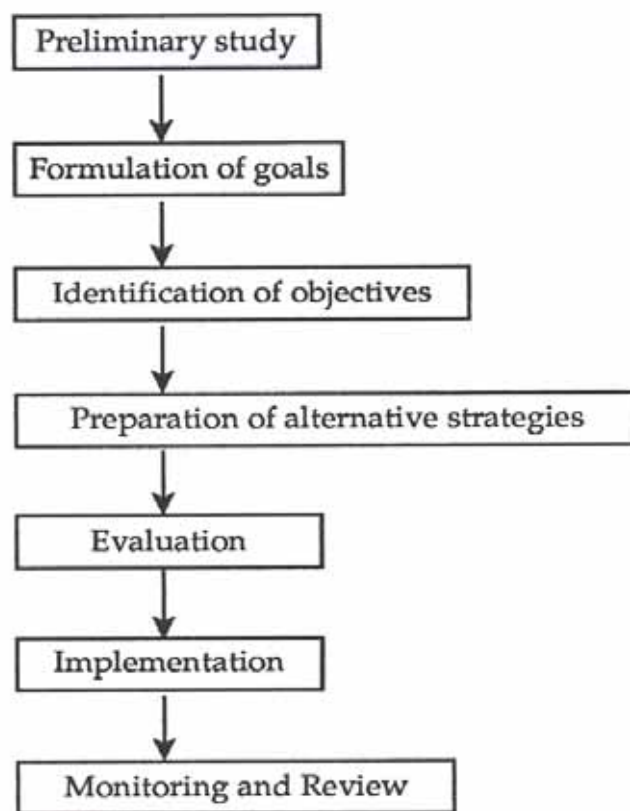 Preliminary study
Formulation of goals
Identification of objectives
Preparation of alternative strategies
Evaluation
Implementation
Monitoring and Review